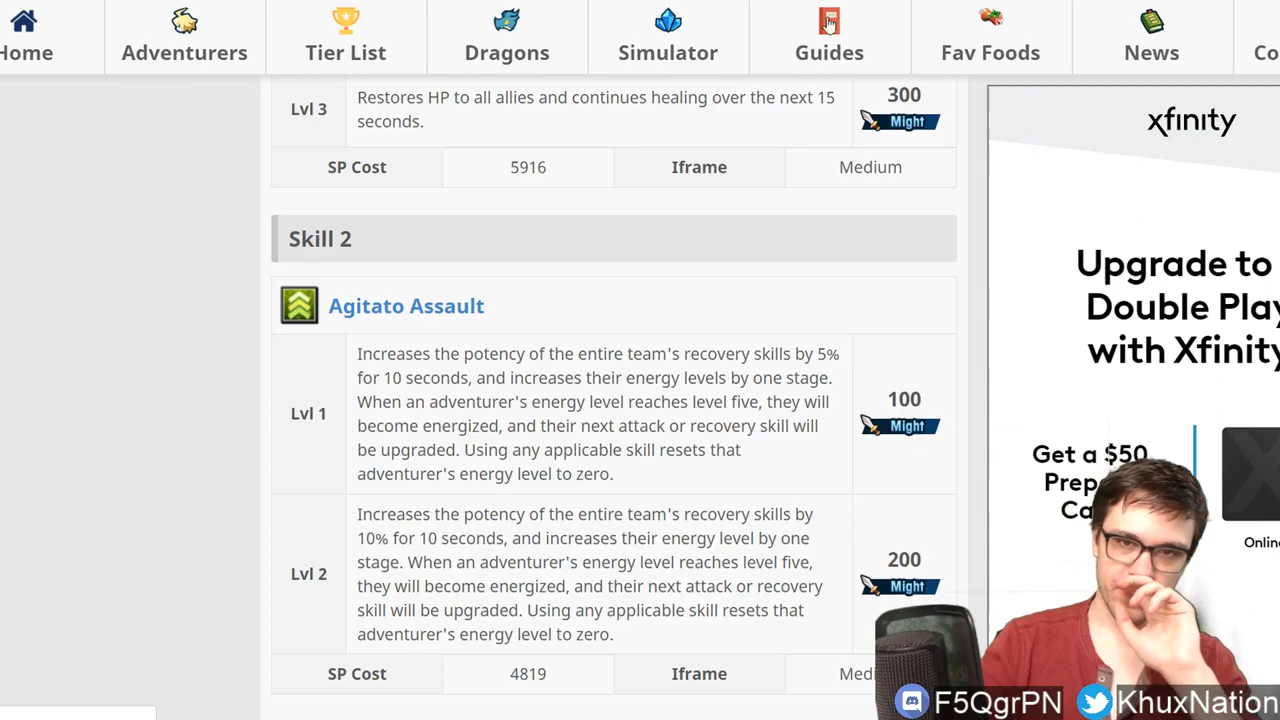 Home Adventurers Tier List Dragons Simulator Guides Fav Foods News Co
Lvl 3
Restores HP to all allies and continues healing over the next 15
seconds.
300
Might
SP Cost 5916 Iframe Medium
Skill 2
Agitato Assault
Lvl 1
Increases the potency of the entire team's recovery skills by 5%
for 10 seconds, and increases their energy levels by one stage.
When an adventurer's energy level reaches level five, they will
become energized, and their next attack or recovery skill will
be upgraded. Using any applicable skill resets that
adventurer's energy level to zero.
100
Might
Lvl 2
Increases the potency of the entire team's recovery skills by
10% for 10 seconds, and increases their energy level by one
stage. When an adventurer's energy level reaches level five,
they will become energized, and their next attack or recovery
skill will be upgraded. Using any applicable skill resets that
adventurer's energy level to zero.
200
Might
SP Cost 4819 Iframe Med
xfinity
Upgrade to
Double Play
with Xfinity
Get a $50
Prep
Ca
Online
F5QgrPN KhuxNation